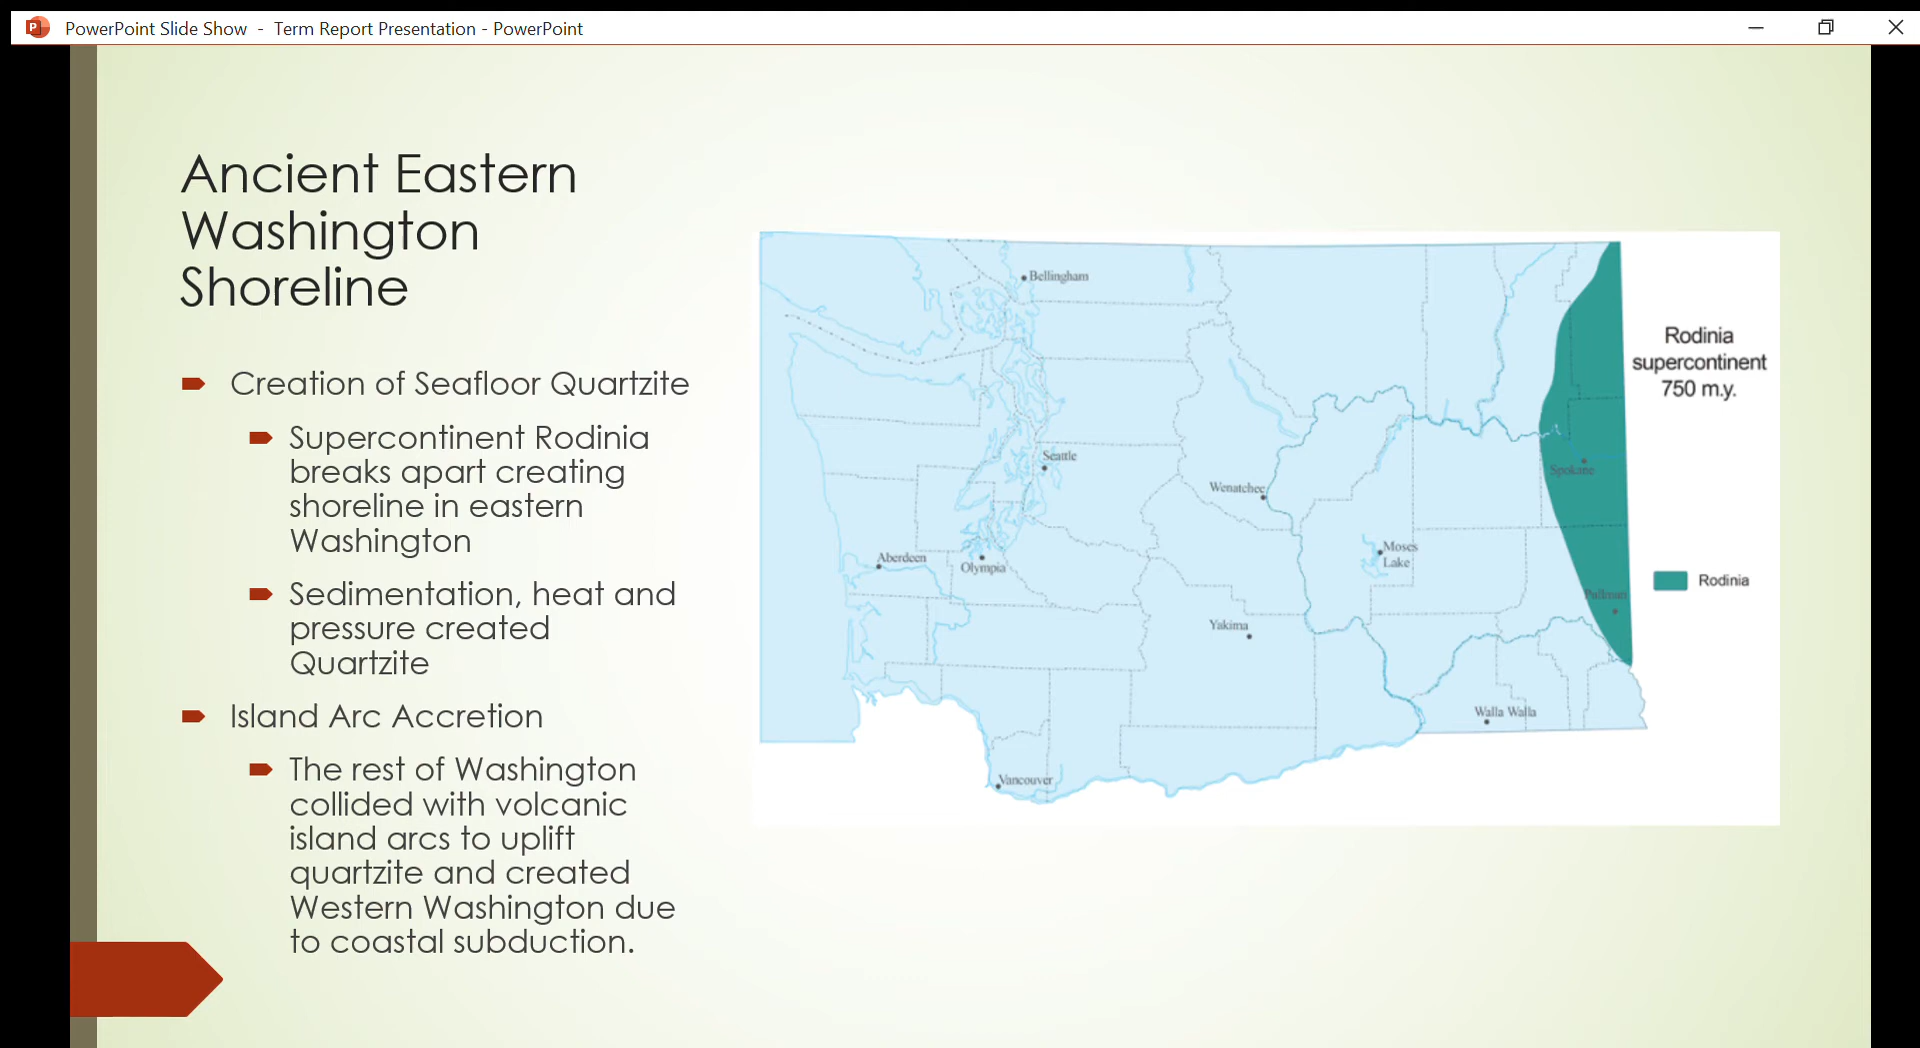 PowerPoint Slide Show - Term Report Presentation - PowerPoint
Ancient Eastern
Washington
Shoreline
Creation of Seafloor Quartzite
Supercontinent Rodinia
breaks apart creating
shoreline in eastern
Washington
Sedimentation, heat and
pressure created
Quartzite
Island Arc Accretion
The rest of Washington
collided with volcanic
island arcs to uplift
quartzite and created
Western Washington due
to coastal subduction.
Bellingham
Seattle
Spokane
Wenatchee
Moses
Lake
Aberdeen
Olympia
Pullman
Yakima
Walla Walla
Vancouver
Rodinia
supercontinent
750 m.y.
Rodinia